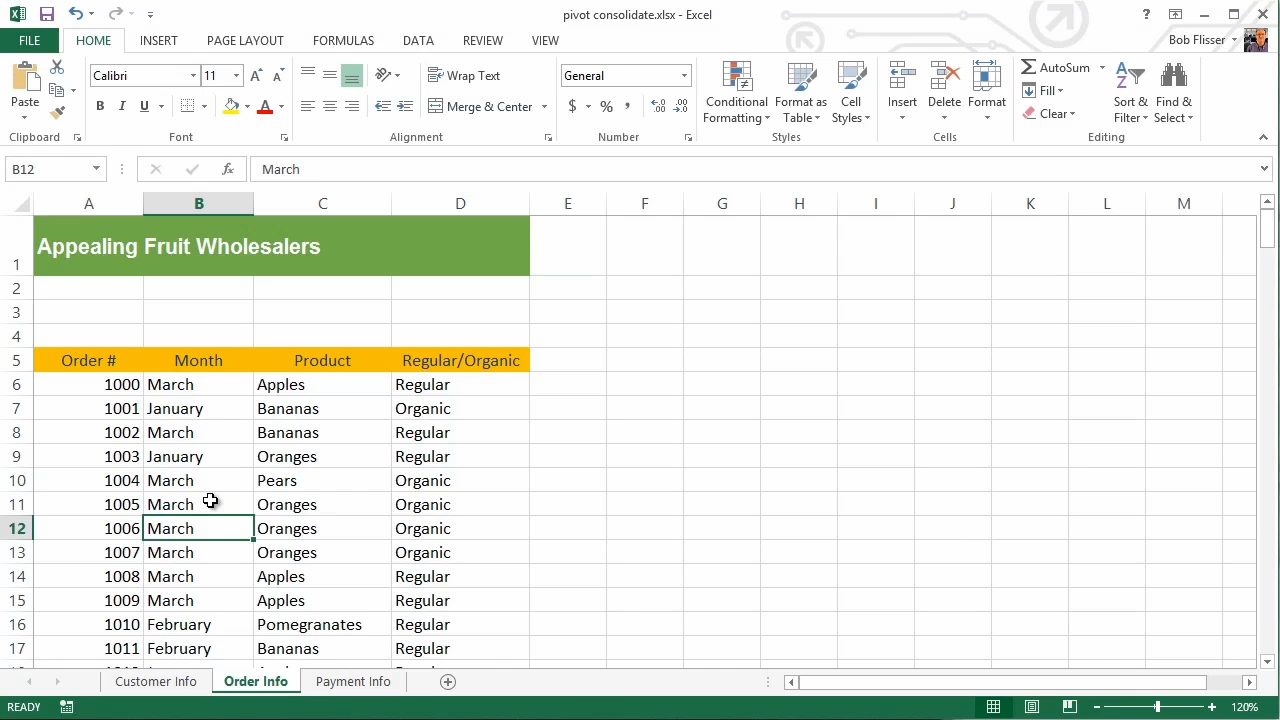 pivot consolidate.xlsx - Excel
?
FILE HOME INSERT PAGE LAYOUT FORMULAS DATA REVIEW VIEW Bob Flisser
Paste
Calibri 11
B I U
Wrap Text
Merge & Center
General
$ % ,
Conditional Formatting
Format as Table
Cell Styles
Insert
Delete
Format
AutoSum
Fill
Clear
Sort & Filter
Find & Select
Clipboard Font Alignment Number Styles Cells Editing
B12 fx March
A B C D E F G H I J K L M
1 Appealing Fruit Wholesalers
2
3
4
5 Order # Month Product Regular/Organic
6 1000 March Apples Regular
7 1001 January Bananas Organic
8 1002 March Bananas Regular
9 1003 January Oranges Regular
10 1004 March Pears Organic
11 1005 March Oranges Organic
12 1006 March Oranges Organic
13 1007 March Oranges Organic
14 1008 March Apples Regular
15 1009 March Apples Regular
16 1010 February Pomegranates Regular
17 1011 February Bananas Regular
Customer Info Order Info Payment Info
READY 120%